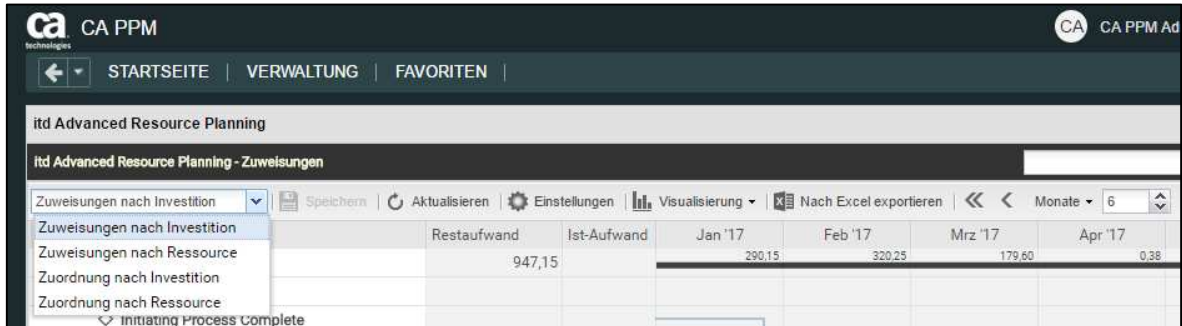 ca
technologies
CA PPM
CA
CA PPM Ad
STARTSEITE | VERWALTUNG | FAVORITEN |
itd Advanced Resource Planning
itd Advanced Resource Planning - Zuweisungen
Zuweisungen nach Investition | Speichern | Aktualisieren | Einstellungen | Visualisierung | Nach Excel exportieren | Monate 6
Zuweisungen nach Investition
Zuweisungen nach Ressource
Zuordnung nach Investition
Zuordnung nach Ressource
Restaufwand Ist-Aufwand Jan '17 Feb '17 Mrz '17 Apr '17
947,15 290,15 320,25 179,60 0,38
Initiating Process Complete